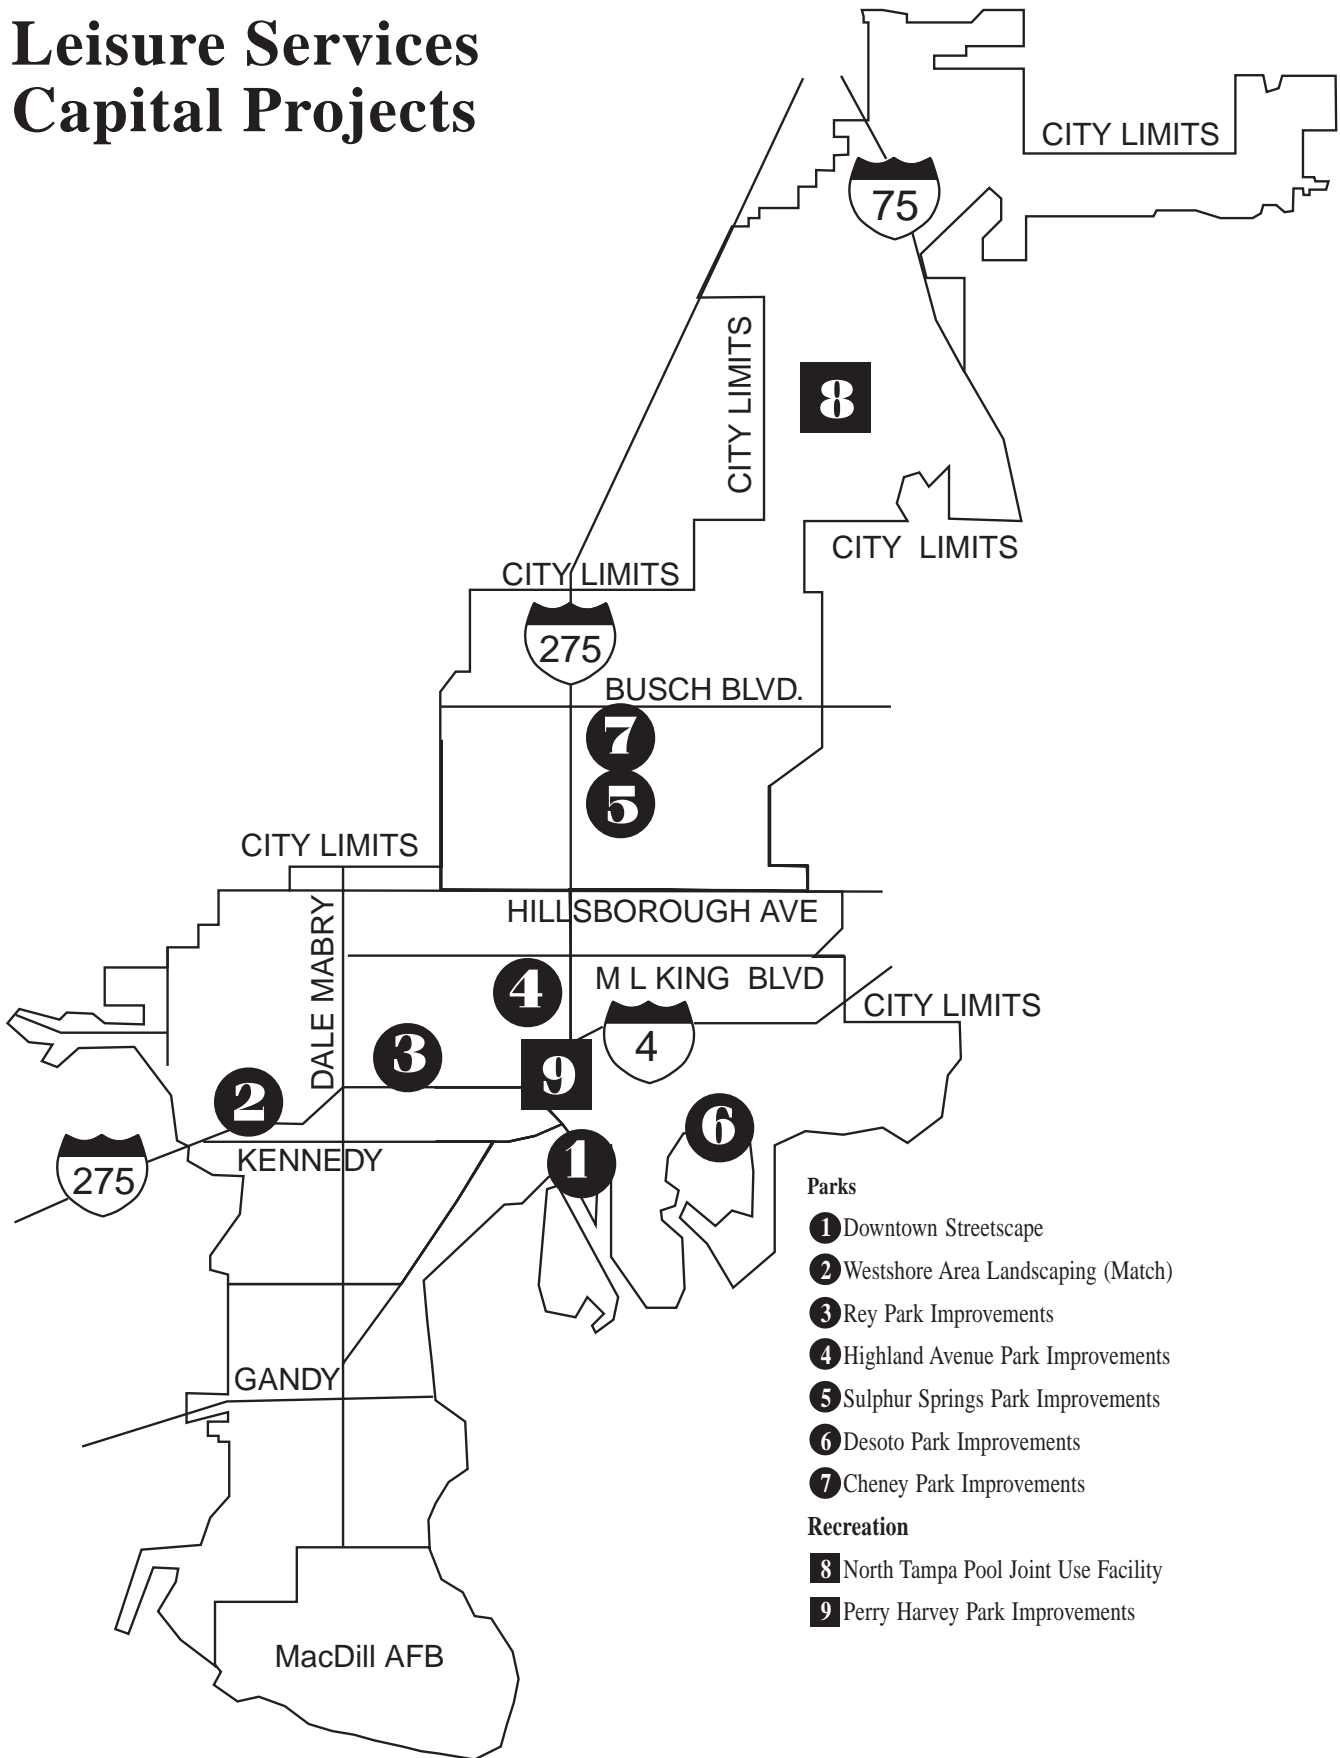 Leisure Services
Capital Projects
CITY LIMITS
75
CITY LIMITS
8
CITY LIMITS
CITY LIMITS
275
BUSCH BLVD.
7
5
CITY LIMITS
HILLSBOROUGH AVE
DALE MABRY
4
M L KING BLVD
CITY LIMITS
4
3
9
2
6
1
KENNEDY
275
GANDY
MacDill AFB
Parks
1 Downtown Streetscape
2 Westshore Area Landscaping (Match)
3 Rey Park Improvements
4 Highland Avenue Park Improvements
5 Sulphur Springs Park Improvements
6 Desoto Park Improvements
7 Cheney Park Improvements
Recreation
8 North Tampa Pool Joint Use Facility
9 Perry Harvey Park Improvements